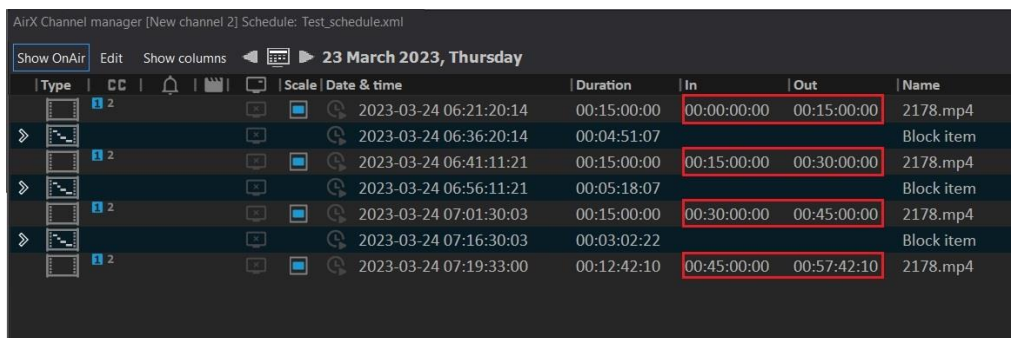 AirX Channel manager [New channel 2] Schedule: Test_schedule.xml
Show OnAir Edit Show columns 23 March 2023, Thursday
Type CC Scale Date & time Duration In Out Name
1 2 2023-03-24 06:21:20:14 00:15:00:00 00:00:00:00 00:15:00:00 2178.mp4
2023-03-24 06:36:20:14 00:04:51:07 Block item
1 2 2023-03-24 06:41:11:21 00:15:00:00 00:15:00:00 00:30:00:00 2178.mp4
2023-03-24 06:56:11:21 00:05:18:07 Block item
1 2 2023-03-24 07:01:30:03 00:15:00:00 00:30:00:00 00:45:00:00 2178.mp4
2023-03-24 07:16:30:03 00:03:02:22 Block item
1 2 2023-03-24 07:19:33:00 00:12:42:10 00:45:00:00 00:57:42:10 2178.mp4